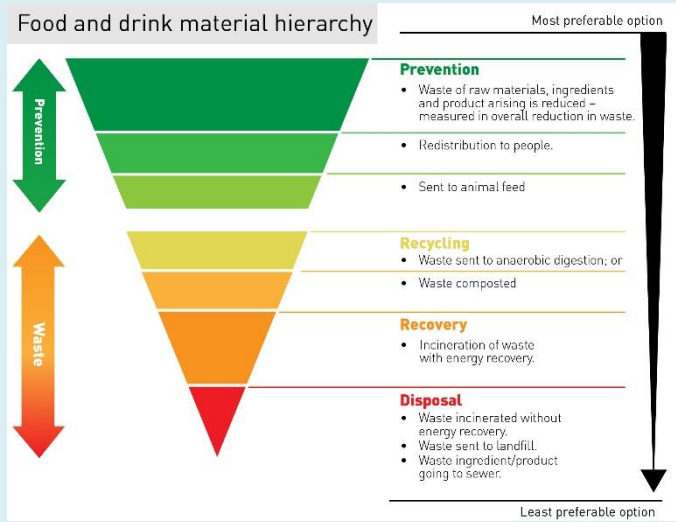 Food and drink material hierarchy
Most preferable option
Prevention
Prevention
• Waste of raw materials, ingredients
and product arising is reduced –
measured in overall reduction in waste.
• Redistribution to people.
• Sent to animal feed
Waste
Recycling
• Waste sent to anaerobic digestion; or
• Waste composted
Recovery
• Incineration of waste
with energy recovery.
Disposal
• Waste incinerated without
energy recovery.
• Waste sent to landfill.
• Waste ingredient/product
going to sewer.
Least preferable option